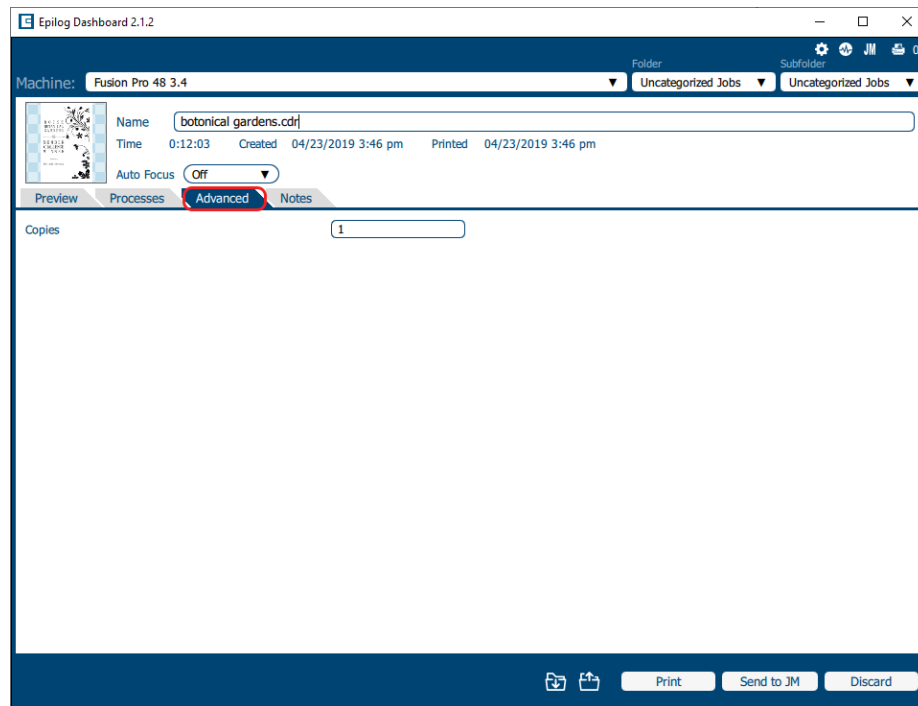 Epilog Dashboard 2.1.2
JM 0
Folder Subfolder
Machine: Fusion Pro 48 3.4 Uncategorized Jobs Uncategorized Jobs
Name botonical gardens.cdr
Time 0:12:03 Created 04/23/2019 3:46 pm Printed 04/23/2019 3:46 pm
Auto Focus Off
Preview Processes Advanced Notes
Copies 1
Print Send to JM Discard